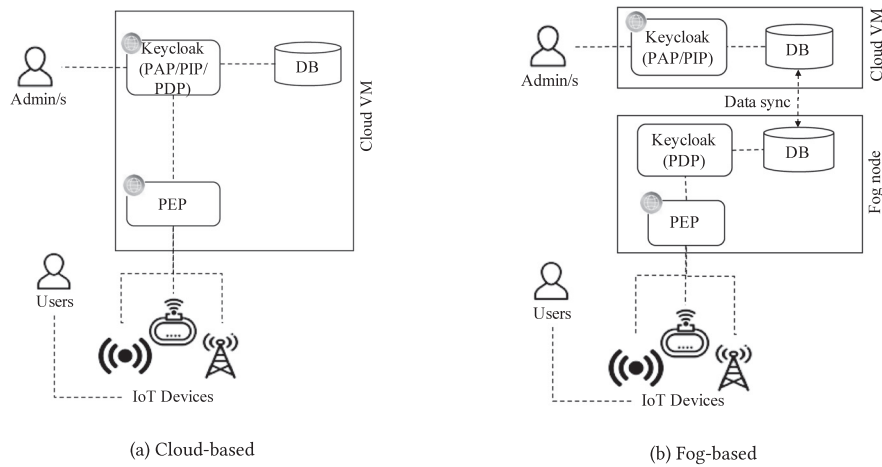 Keycloak
(PAP/PIP/
PDP)
DB
Admin/s
Cloud VM
PEP
Users
IoT Devices
(a) Cloud-based
Keycloak
(PAP/PIP)
DB
Admin/s
Cloud VM
Data sync
Keycloak
(PDP)
DB
Fog node
PEP
Users
IoT Devices
(b) Fog-based